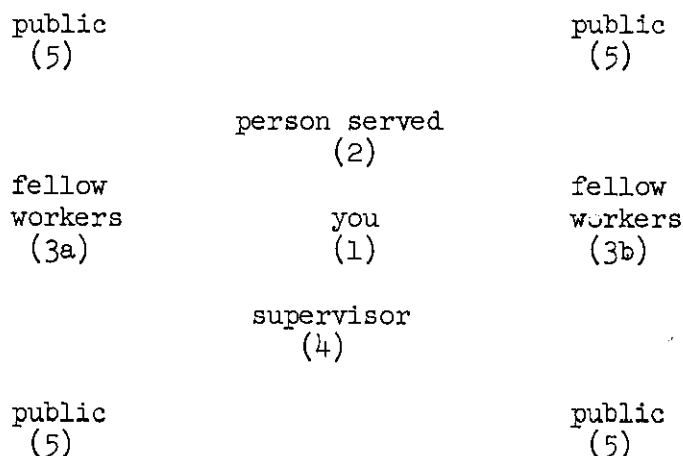 public public
(5) (5)
person served
(2)
fellow fellow
workers you workers
(3a) (1) (3b)
supervisor
(4)
public public
(5) (5)